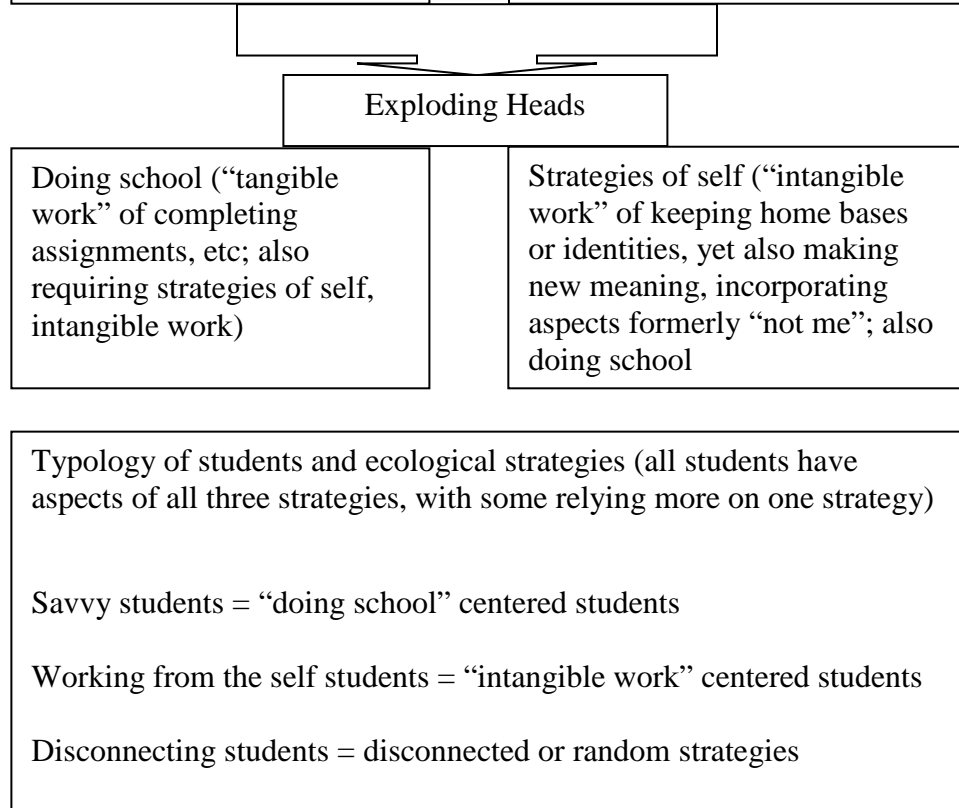 Exploding Heads
Doing school (“tangible
work” of completing
assignments, etc; also
requiring strategies of self,
intangible work)
Strategies of self (“intangible
work” of keeping home bases
or identities, yet also making
new meaning, incorporating
aspects formerly “not me”; also
doing school
Typology of students and ecological strategies (all students have
aspects of all three strategies, with some relying more on one strategy)
Savvy students = “doing school” centered students
Working from the self students = “intangible work” centered students
Disconnecting students = disconnected or random strategies